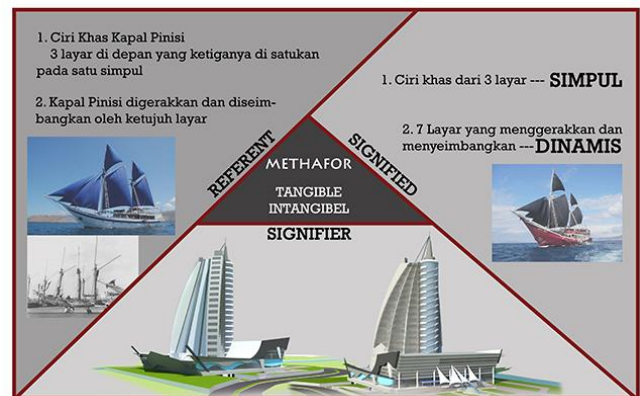 1. Ciri Khas Kapal Pinisi
3 layar di depan yang ketiganya di satukan
pada satu simpul
2. Kapal Pinisi digerakkan dan diseim-
bangkan oleh ketujuh layar
1. Ciri khas dari 3 layar --- SIMPUL
2. 7 Layar yang menggerakkan dan
menyeimbangkan ---DINAMIS
REFERENT
SIGNIFIED
METHAFOR
TANGIBLE
INTANGIBEL
SIGNIFIER